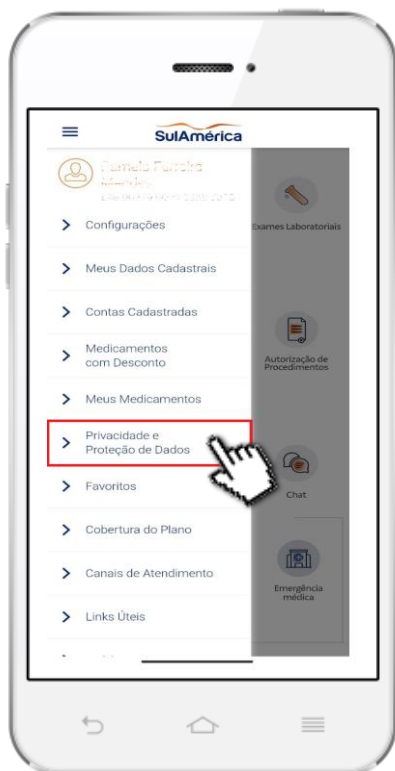 SulAmérica
Configurações
Meus Dados Cadastrais
Contas Cadastradas
Medicamentos
com Desconto
Meus Medicamentos
Privacidade e
Proteção de Dados
Favoritos
Cobertura do Plano
Canais de Atendimento
Links Úteis
Exames Laboratoriais
Autorização de
Procedimentos
Chat
Emergência
médica